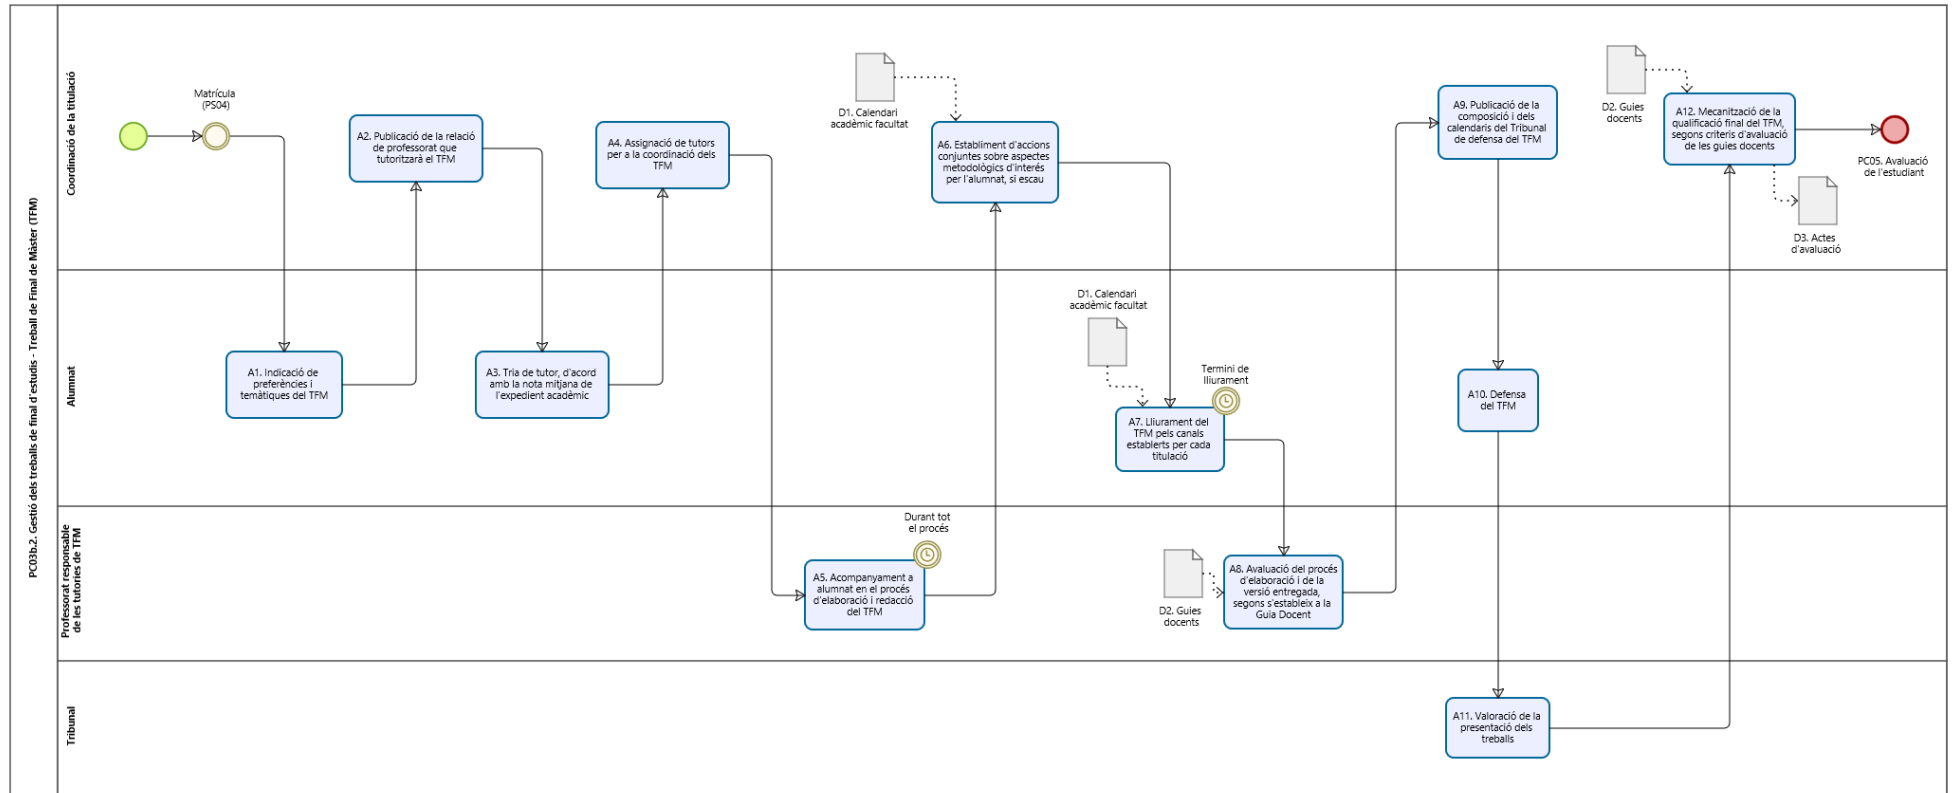 PC03b.2. Gestió dels treballs de final d'estudis - Treball de Final de Màster (TFM)
Coordinació de la titulació
Matrícula
(PS04)
A2. Publicació de la relació
de professorat que
tutoritzarà el TFM
A4. Assignació de tutors
per a la coordinació dels
TFM
D1. Calendari
acadèmic facultat
A6. Establiment d'accions
conjuntes sobre aspectes
metodològics d'interés
per l'alumnat, si escau
A9. Publicació de la
composició i dels
calendaris del Tribunal
de defensa del TFM
D2. Guies
docents
A12. Mecanització de la
qualificació final del TFM,
segons criteris d'avaluació
de les guies docents
PC05. Avaluació
de l'estudiant
D3. Actes
d'avaluació
Alumnat
A1. Indicació de
preferències i
temàtiques del TFM
A3. Tria de tutor, d'acord
amb la nota mitjana de
l'expedient acadèmic
D1. Calendari
acadèmic facultat
Termini de
lliurament
A7. Lliurament del
TFM pels canals
establerts per cada
titulació
A10. Defensa
del TFM
Professorat responsable
de les tutories de TFM
Durant tot
el procés
A5. Acompanyament a
alumnat en el procés
d'elaboració i redacció
del TFM
D2. Guies
docents
A8. Avaluació del procés
d'elaboració i de la
versió entregada,
segons s'estableix a la
Guia Docent
Tribunal
A11. Valoració de la
presentació dels
treballs